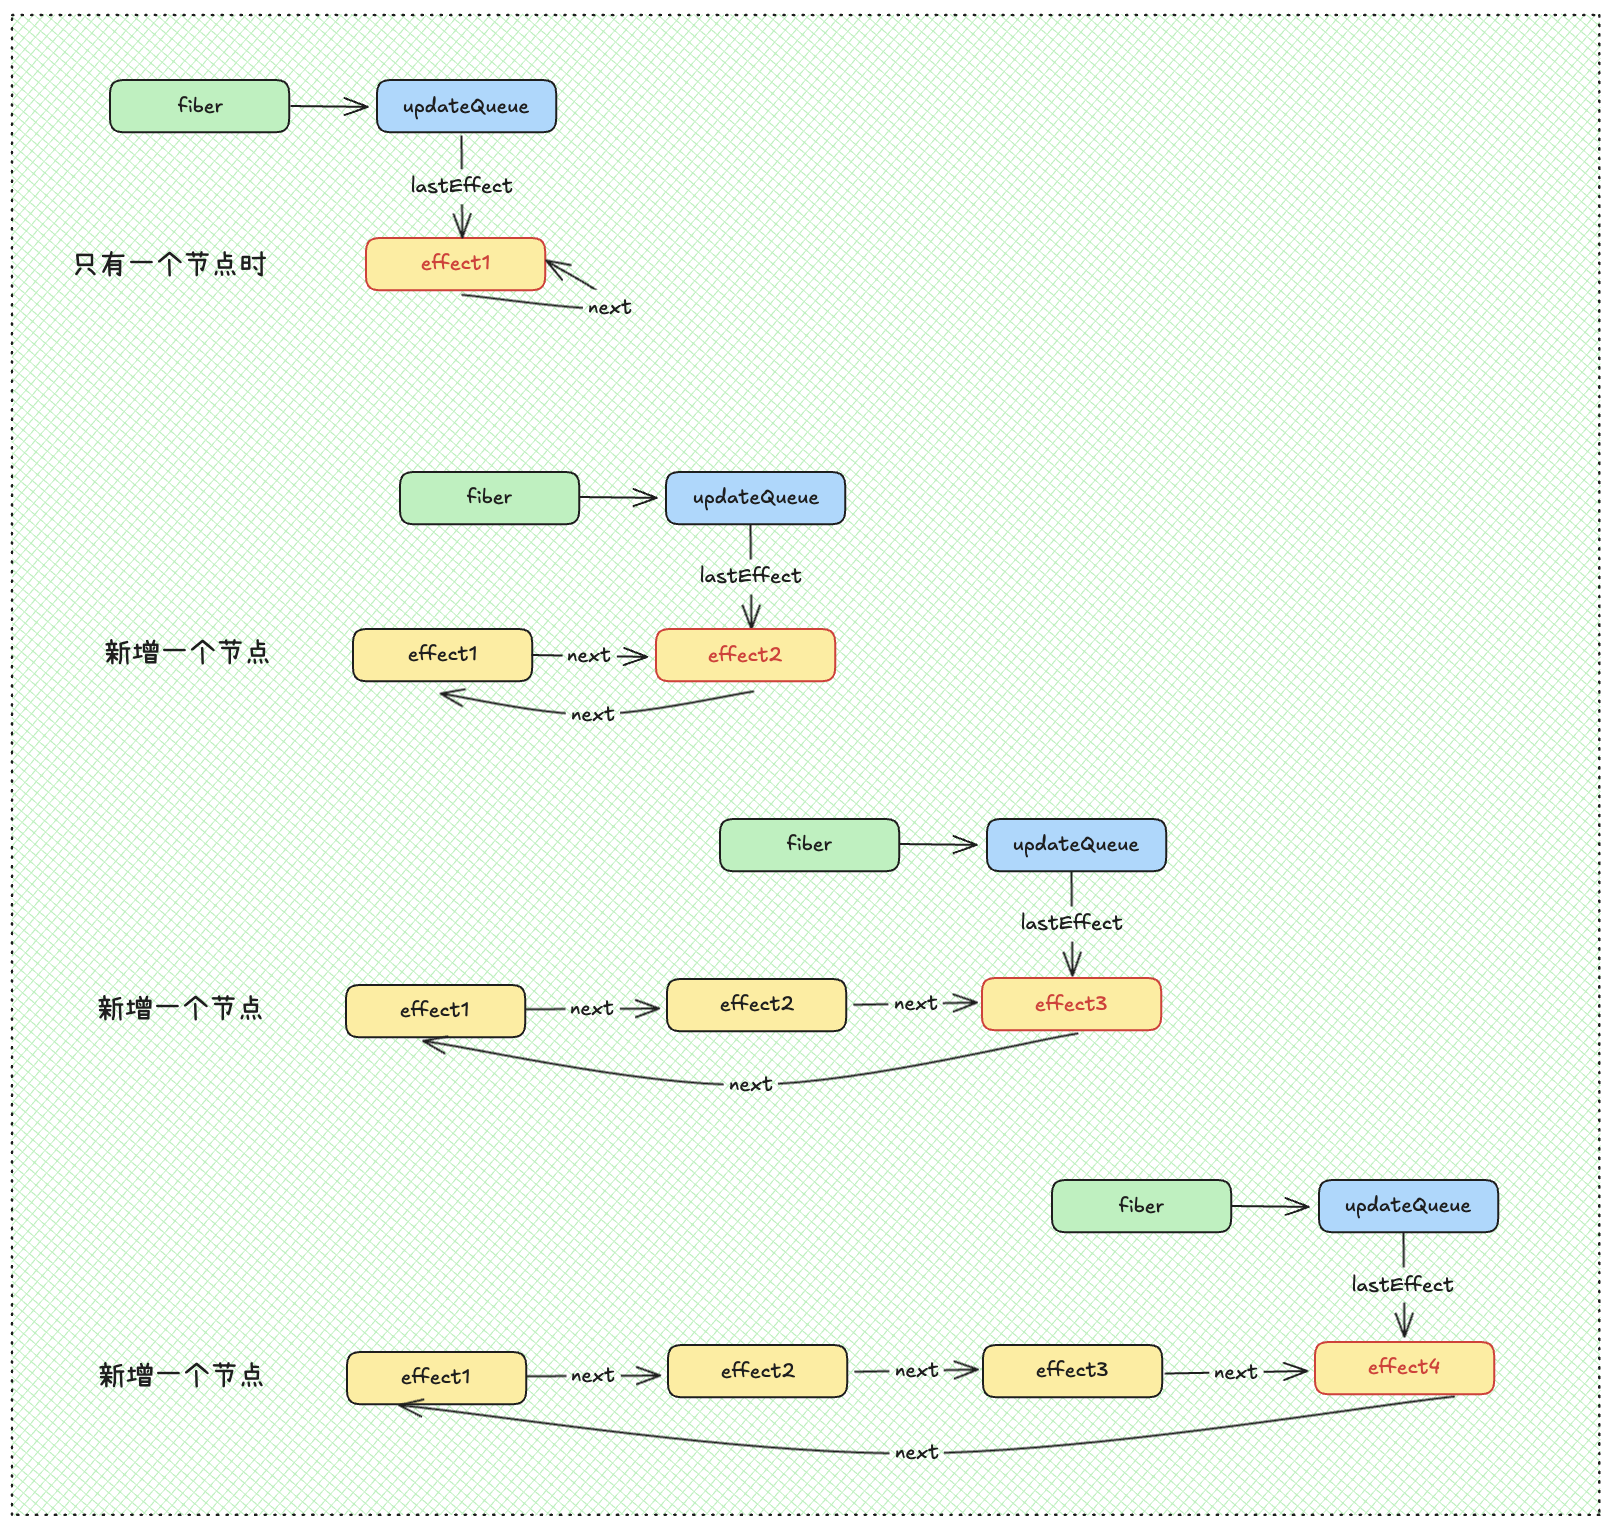 fiber
updateQueue
lastEffect
只有一个节点时
effect1
next
fiber
updateQueue
lastEffect
新增一个节点
effect1
next
effect2
next
fiber
updateQueue
lastEffect
新增一个节点
effect1
next
effect2
next
effect3
next
fiber
updateQueue
lastEffect
新增一个节点
effect1
next
effect2
next
effect3
next
effect4
next